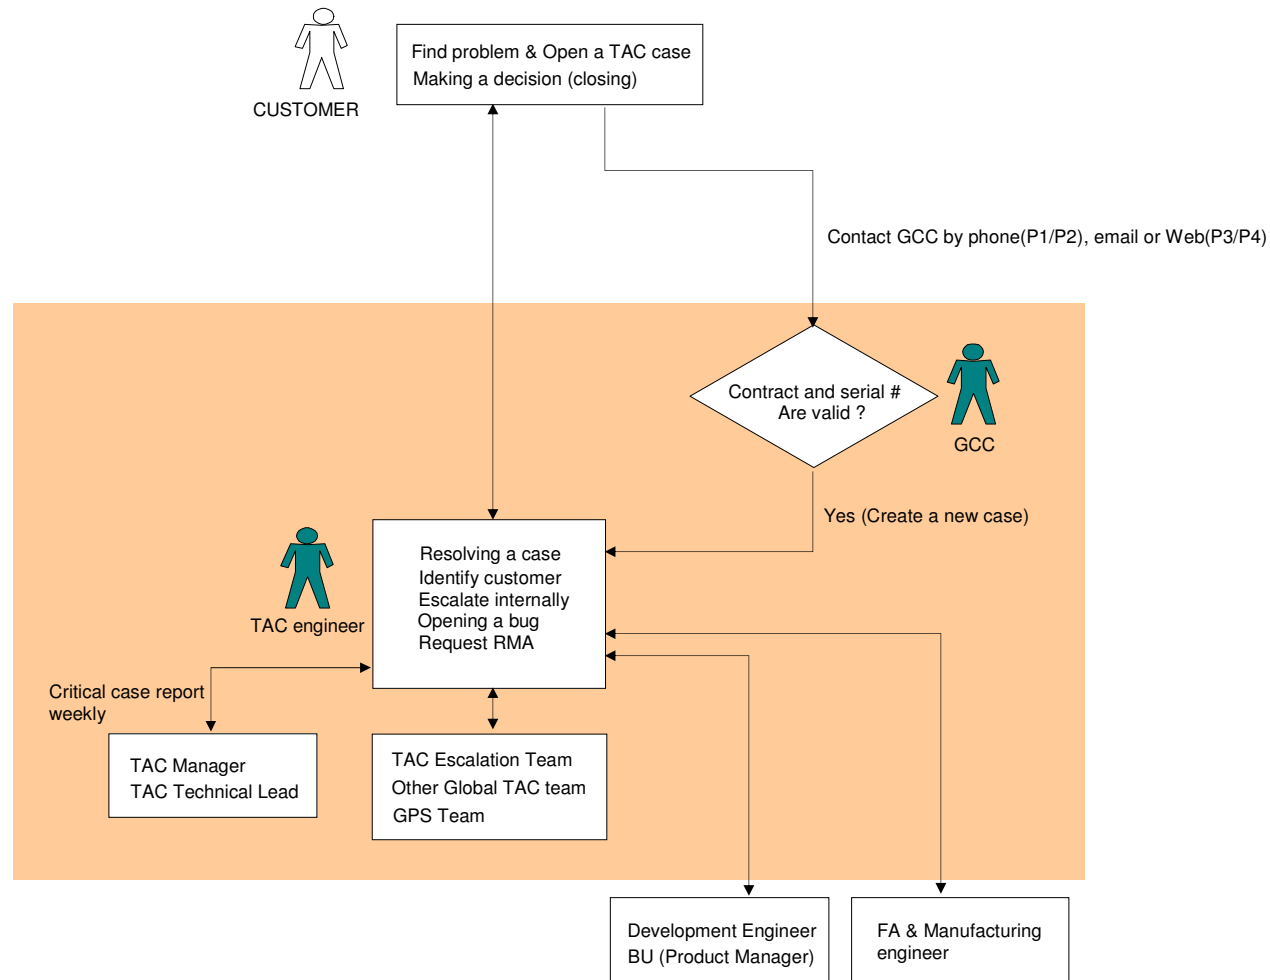 Find problem & Open a TAC case
Making a decision (closing)
CUSTOMER
Contact GCC by phone(P1/P2), email or Web(P3/P4)
Contract and serial #
Are valid ?
GCC
Yes (Create a new case)
Resolving a case
Identify customer
Escalate internally
Opening a bug
Request RMA
TAC engineer
Critical case report
weekly
TAC Manager
TAC Technical Lead
TAC Escalation Team
Other Global TAC team
GPS Team
Development Engineer
BU (Product Manager)
FA & Manufacturing
engineer